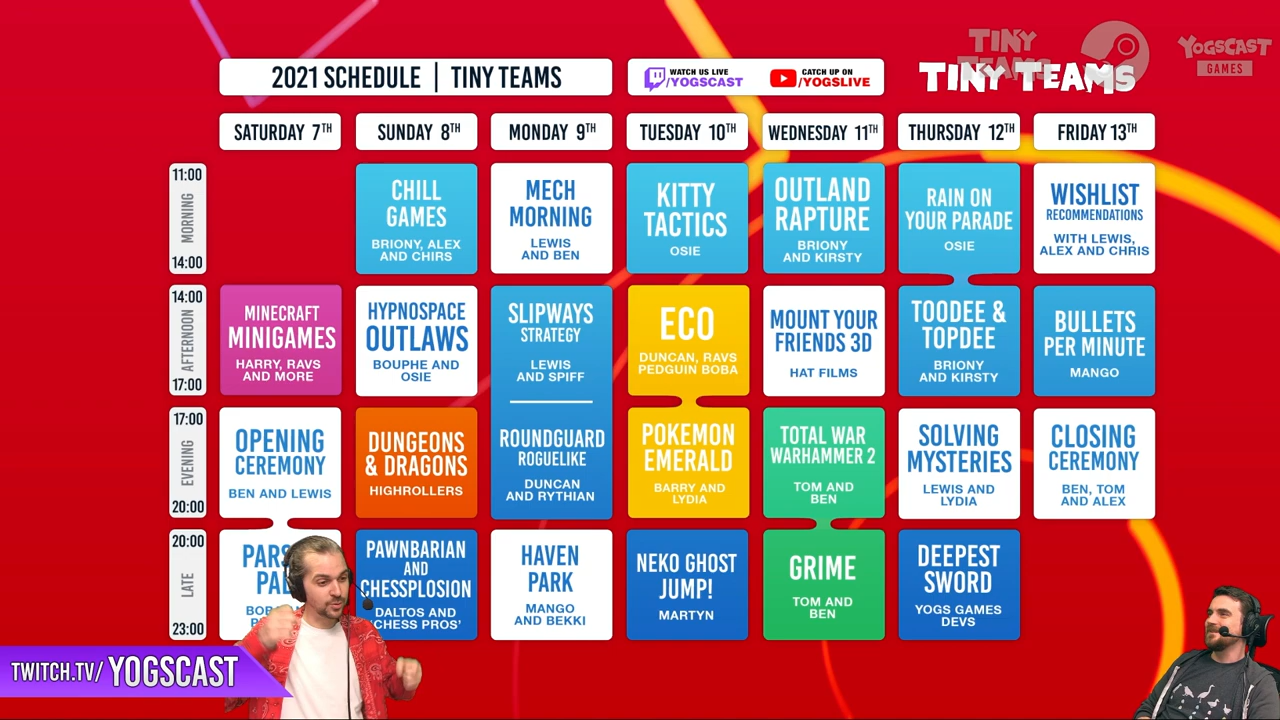 TINY TEAMS
YOGSCAST
GAMES
2021 SCHEDULE | TINY TEAMS
WATCH US LIVE
/YOGSCAST
CATCH UP ON
/YOGSLIVE
TINY TEAMS
SATURDAY 7TH
SUNDAY 8TH
MONDAY 9TH
TUESDAY 10TH
WEDNESDAY 11TH
THURSDAY 12TH
FRIDAY 13TH
11:00
MORNING
14:00
CHILL
GAMES
BRIONY, ALEX
AND CHIRS
MECH
MORNING
LEWIS
AND BEN
KITTY
TACTICS
OSIE
OUTLAND
RAPTURE
BRIONY
AND KIRSTY
RAIN ON
YOUR PARADE
OSIE
WISHLIST
RECOMMENDATIONS
WITH LEWIS,
ALEX AND CHRIS
14:00
AFTERNOON
17:00
MINECRAFT
MINIGAMES
HARRY, RAVS
AND MORE
HYPNOSPACE
OUTLAWS
BOUPHE AND
OSIE
SLIPWAYS
STRATEGY
LEWIS
AND SPIFF
ECO
DUNCAN, RAVS
PEDGUIN BOBA
MOUNT YOUR
FRIENDS 3D
HAT FILMS
TOODEE &
TOPDEE
BRIONY
AND KIRSTY
BULLETS
PER MINUTE
MANGO
17:00
EVENING
20:00
OPENING
CEREMONY
BEN AND LEWIS
DUNGEONS
& DRAGONS
HIGHROLLERS
ROUNDGUARD
ROGUELIKE
DUNCAN
AND RYTHIAN
POKEMON
EMERALD
BARRY AND
LYDIA
TOTAL WAR
WARHAMMER 2
TOM AND
BEN
SOLVING
MYSTERIES
LEWIS AND
LYDIA
CLOSING
CEREMONY
BEN, TOM
AND ALEX
20:00
LATE
23:00
PAWNBARIAN
AND
CHESSPLOSION
DALTOS AND
'CHESS PROS'
HAVEN
PARK
MANGO
AND BEKKI
NEKO GHOST
JUMP!
MARTYN
GRIME
TOM AND
BEN
DEEPEST
SWORD
YOGS GAMES
DEVS
TWITCH.TV/YOGSCAST